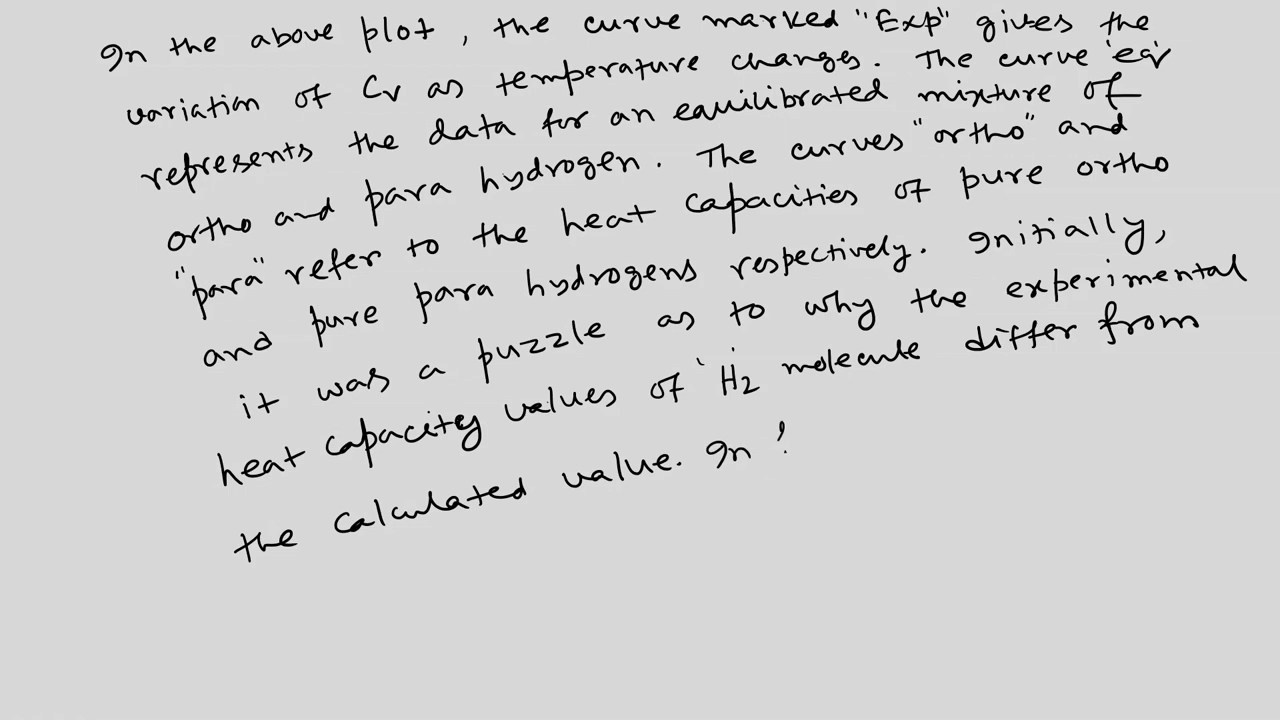 In the above plot, the curve marked "Exp" gives the
variation of Cv as temperature changes. The curve 'eq'
represents the data for an equilibrated mixture of
ortho and para hydrogen. The curves "ortho" and
"para" refer to the heat capacities of pure ortho
and pure para hydrogens respectively. Initially,
it was a puzzle as to why the experimental
heat capacity values of H2 molecule differ from
the calculated value. In